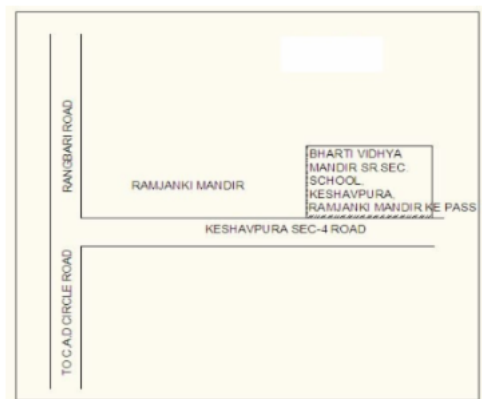 RANGBARI ROAD
BHARTI VIDHYA
MANDIR SR.SEC.
SCHOOL,
KESHAVPURA,
RAMJANKI MANDIR KE PASS
RAMJANKI MANDIR
KESHAVPURA SEC-4 ROAD
TO C.A.D CIRCLE ROAD